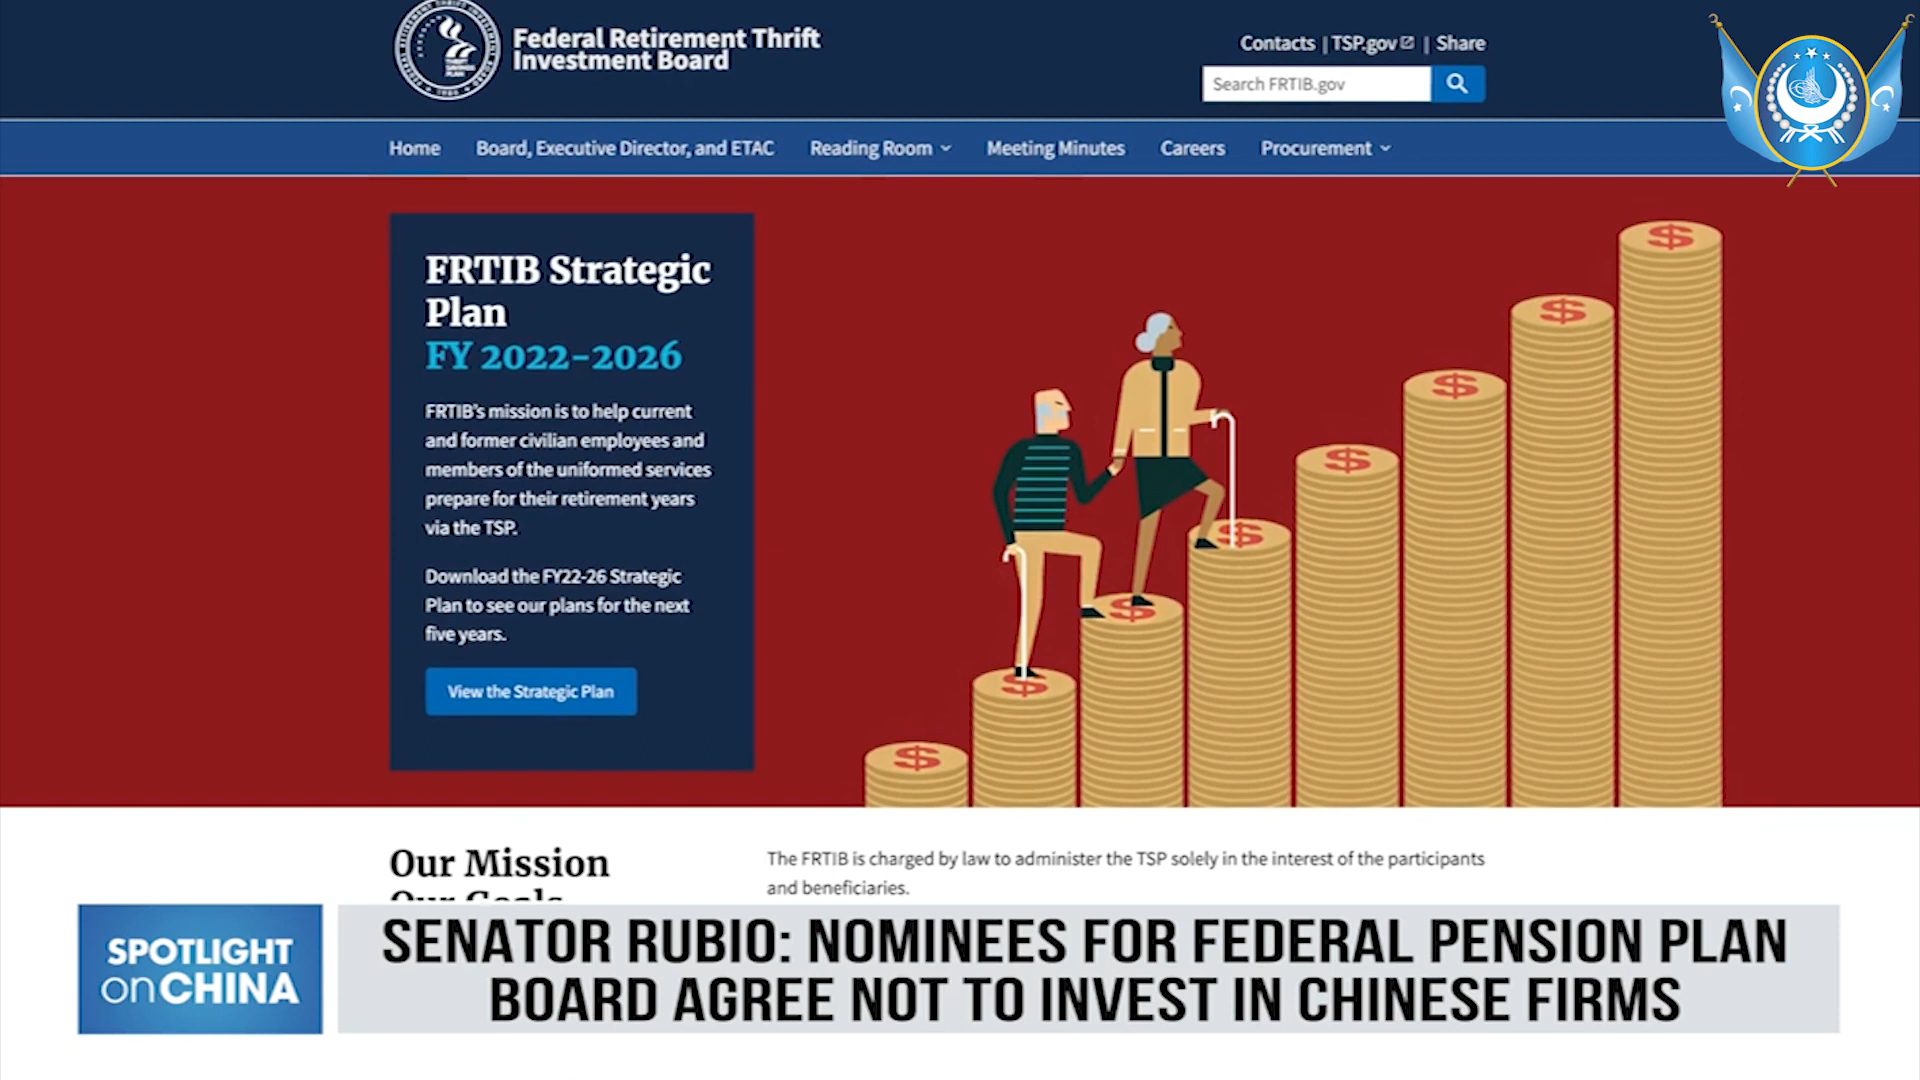 Federal Retirement Thrift
Investment Board
Contacts | TSP.gov | Share
Search FRTIB.gov
Home Board, Executive Director, and ETAC Reading Room Meeting Minutes Careers Procurement
FRTIB Strategic
Plan
FY 2022-2026
FRTIB's mission is to help current
and former civilian employees and
members of the uniformed services
prepare for their retirement years
via the TSP.
Download the FY22-26 Strategic
Plan to see our plans for the next
five years.
View the Strategic Plan
$
$
$
$
$
$
$
$
Our Mission
Our Goals
The FRTIB is charged by law to administer the TSP solely in the interest of the participants
and beneficiaries.
SPOTLIGHT
onCHINA
SENATOR RUBIO: NOMINEES FOR FEDERAL PENSION PLAN
BOARD AGREE NOT TO INVEST IN CHINESE FIRMS